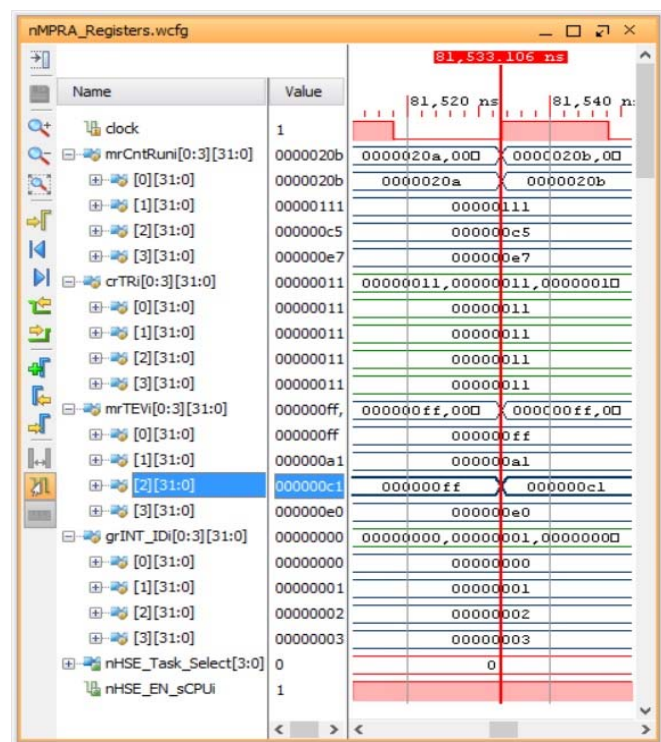 nMPRA_Registers.wcfg
81,533.106 ns
Name Value 81,520 ns 81,540 n
clock 1
mrCntRuni[0:3][31:0] 0000020b 0000020a,00 0000020b,00
[0][31:0] 0000020b 0000020a 0000020b
[1][31:0] 00000111 00000111
[2][31:0] 000000c5 000000c5
[3][31:0] 000000e7 000000e7
crTRi[0:3][31:0] 00000011 00000011,00000011,0000001
[0][31:0] 00000011 00000011
[1][31:0] 00000011 00000011
[2][31:0] 00000011 00000011
[3][31:0] 00000011 00000011
mrTEVi[0:3][31:0] 000000ff, 000000ff,00 000000ff,00
[0][31:0] 000000ff 000000ff
[1][31:0] 000000a1 000000a1
[2][31:0] 000000c1 000000ff 000000c1
[3][31:0] 000000e0 000000e0
grINT_IDi[0:3][31:0] 00000000 00000000,00000001,0000000
[0][31:0] 00000000 00000000
[1][31:0] 00000001 00000001
[2][31:0] 00000002 00000002
[3][31:0] 00000003 00000003
nHSE_Task_Select[3:0] 0 0
nHSE_EN_sCPUi 1